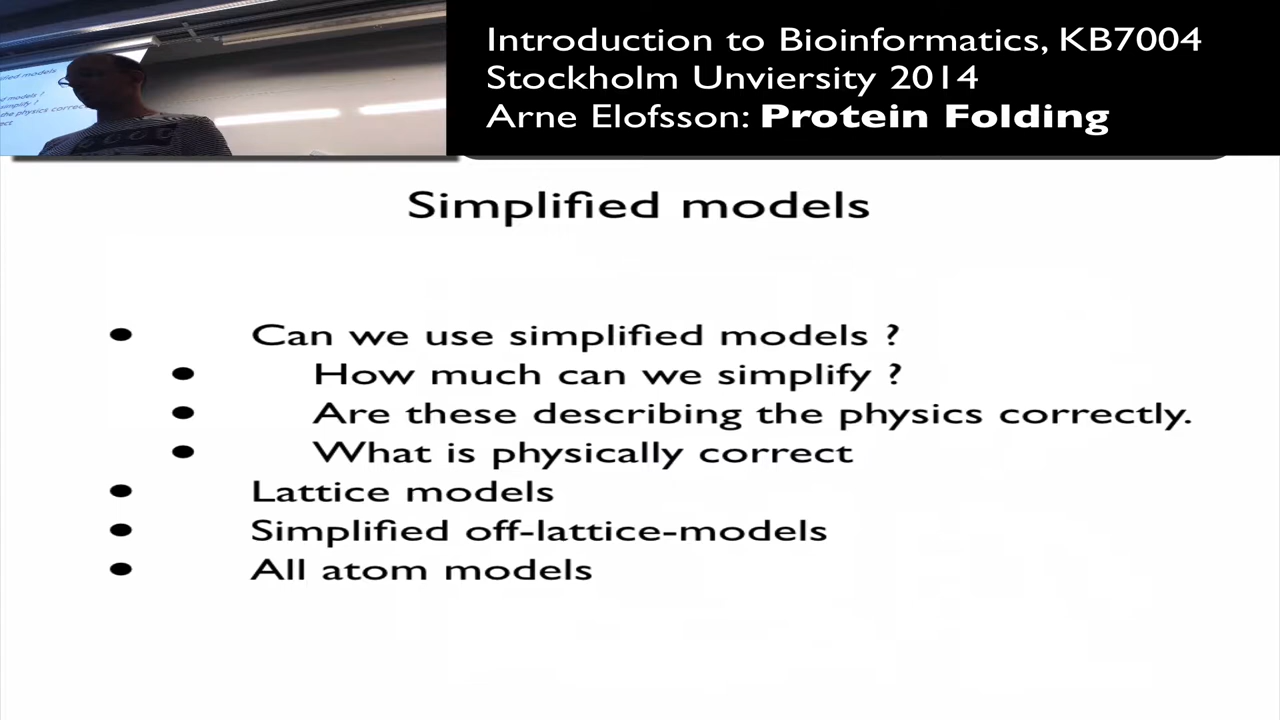 Introduction to Bioinformatics, KB7004
Stockholm Unviersity 2014
Arne Elofsson: Protein Folding
Simplified models
• Can we use simplified models ?
• How much can we simplify ?
• Are these describing the physics correctly.
• What is physically correct
• Lattice models
• Simplified off-lattice-models
• All atom models